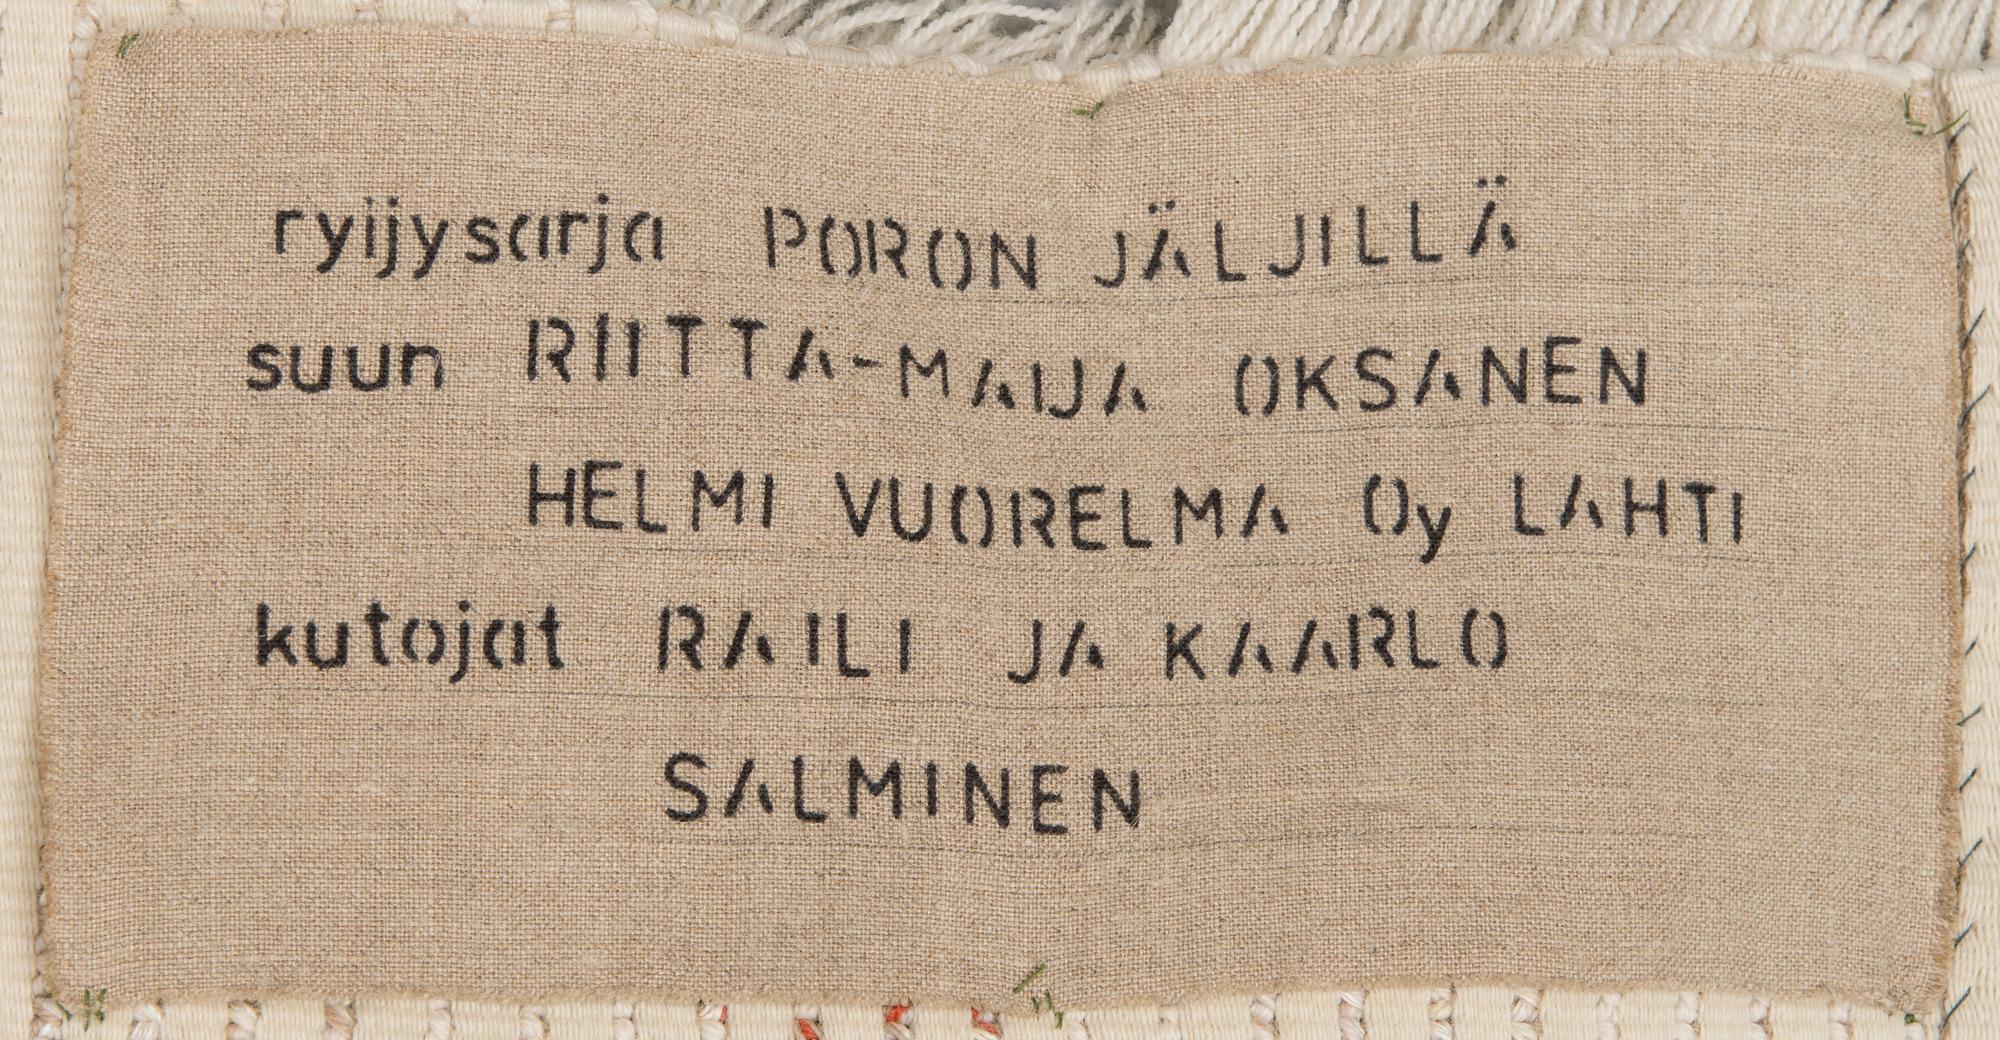 ryijysarja PORON JÄLJILLÄ
suun RIITTA-MAIJA OKSANEN
HELMI VUORELMA Oy LAHTI
kutojat RAILI JA KAARLO
SALMINEN